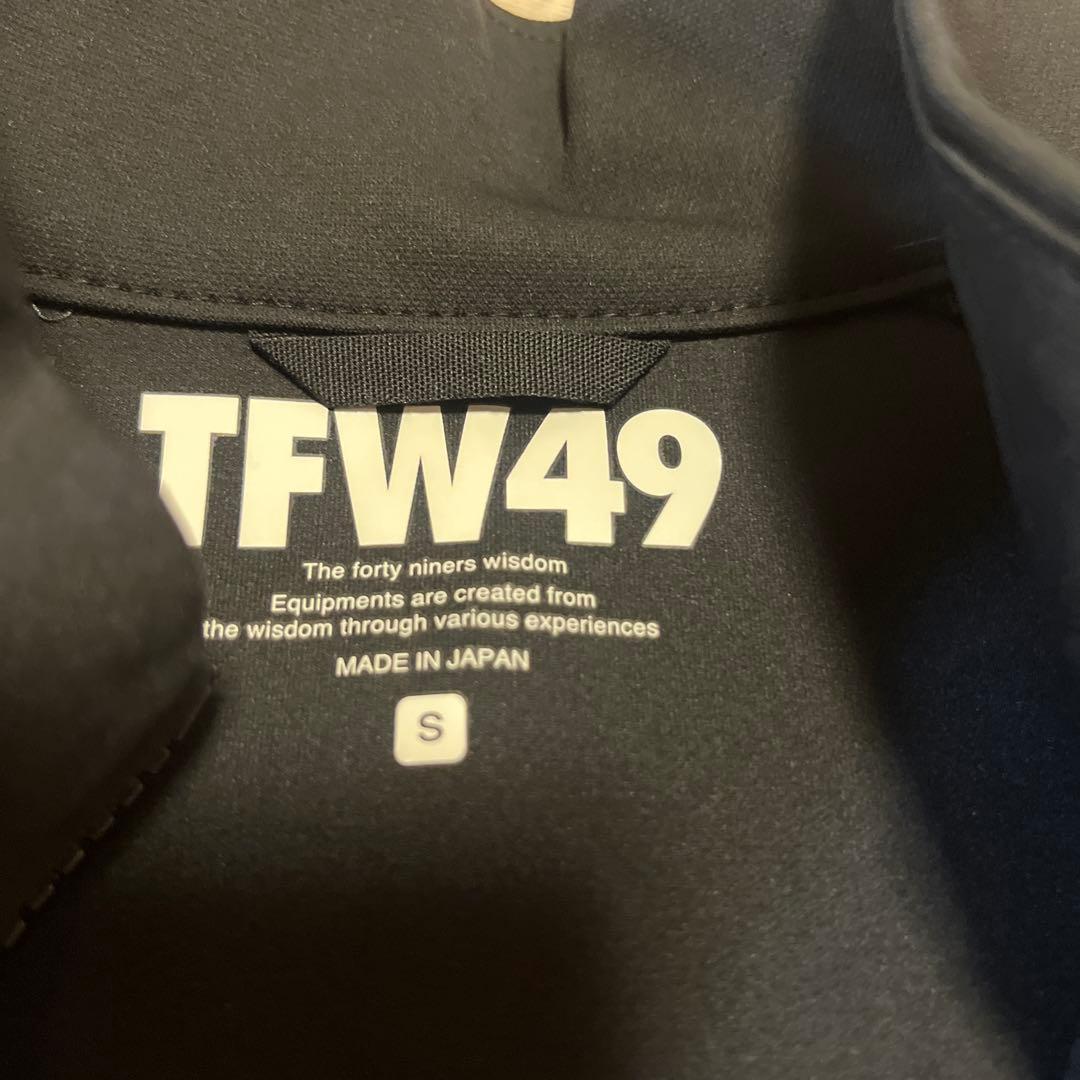 TFW49
The forty niners wisdom
Equipments are created from
the wisdom through various experiences
MADE IN JAPAN
S